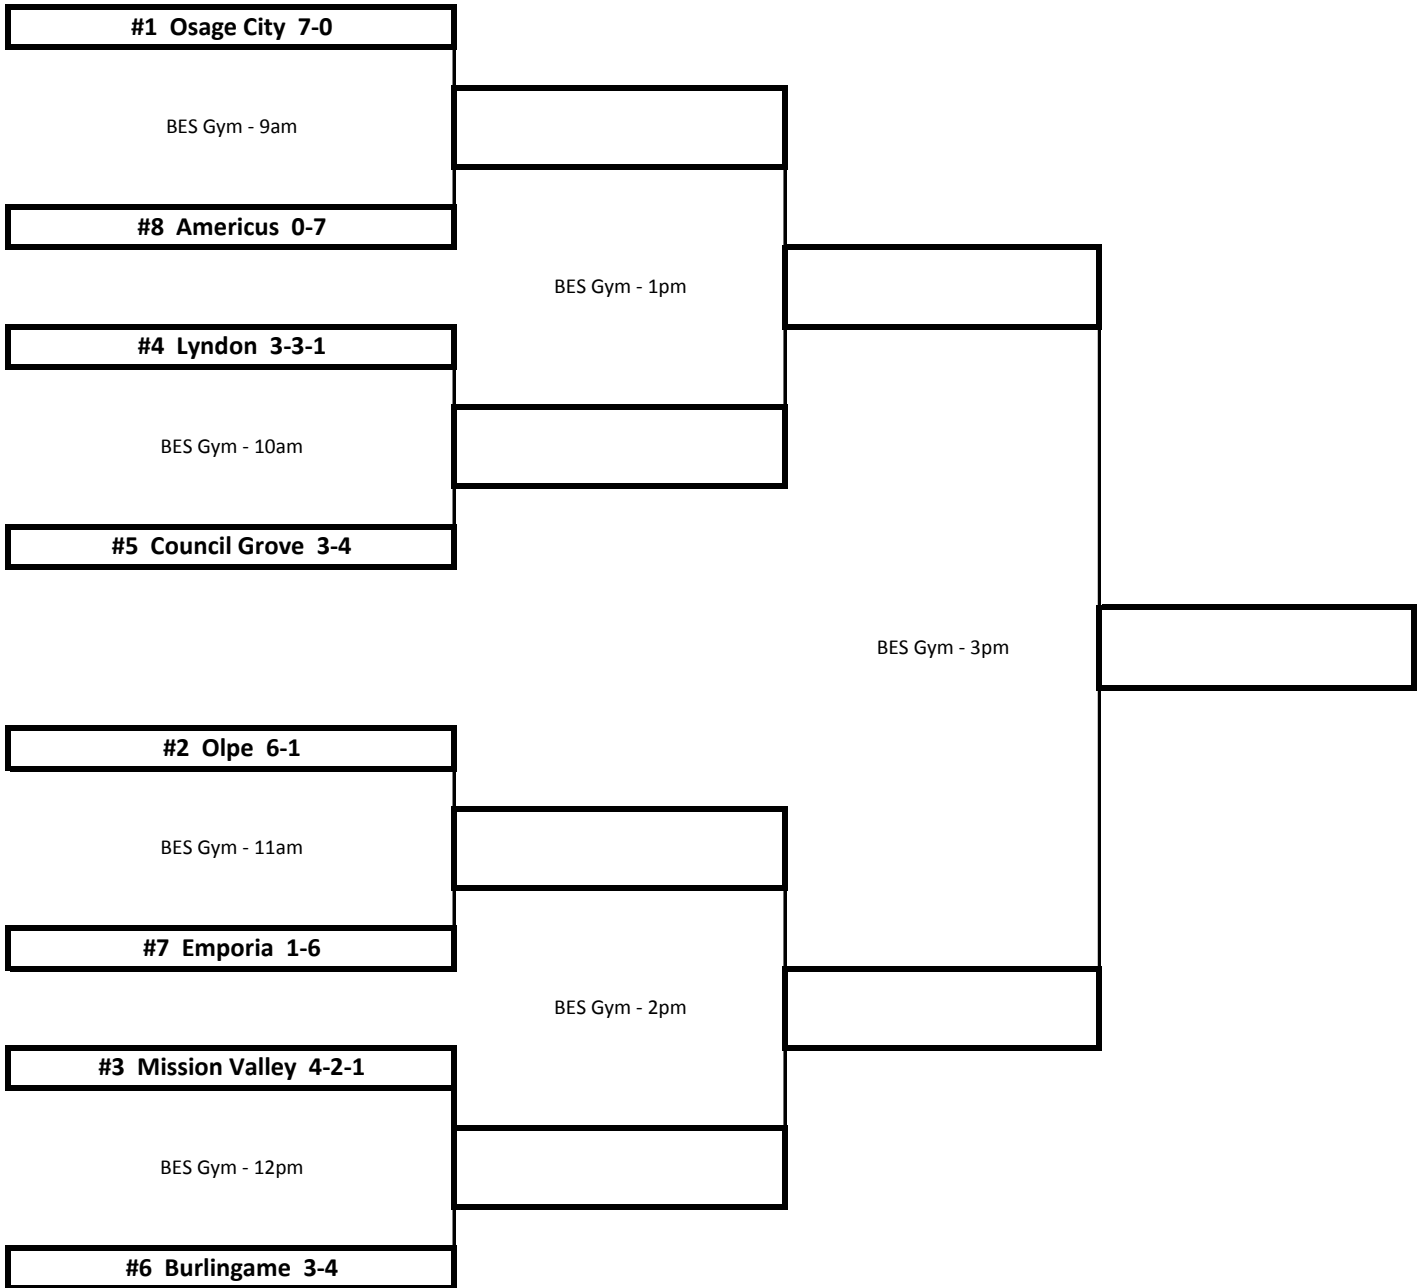 #1 Osage City 7-0
BES Gym - 9am
#8 Americus 0-7
BES Gym - 1pm
#4 Lyndon 3-3-1
BES Gym - 10am
#5 Council Grove 3-4
BES Gym - 3pm
#2 Olpe 6-1
BES Gym - 11am
#7 Emporia 1-6
BES Gym - 2pm
#3 Mission Valley 4-2-1
BES Gym - 12pm
#6 Burlingame 3-4